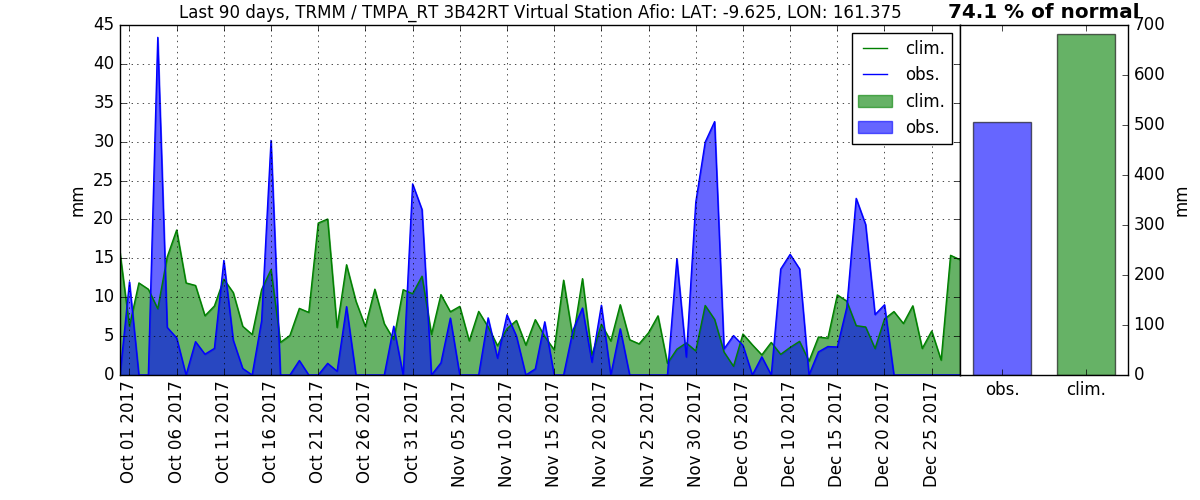 Last 90 days, TRMM / TMPA_RT 3B42RT Virtual Station Afio: LAT: -9.625, LON: 161.375
74.1 % of normal
45
40
35
30
25
20
15
10
5
0
mm
clim.
obs.
clim.
obs.
Oct 01 2017
Oct 06 2017
Oct 11 2017
Oct 16 2017
Oct 21 2017
Oct 26 2017
Oct 31 2017
Nov 05 2017
Nov 10 2017
Nov 15 2017
Nov 20 2017
Nov 25 2017
Nov 30 2017
Dec 05 2017
Dec 10 2017
Dec 15 2017
Dec 20 2017
Dec 25 2017
700
600
500
400
300
200
100
0
mm
obs.
clim.